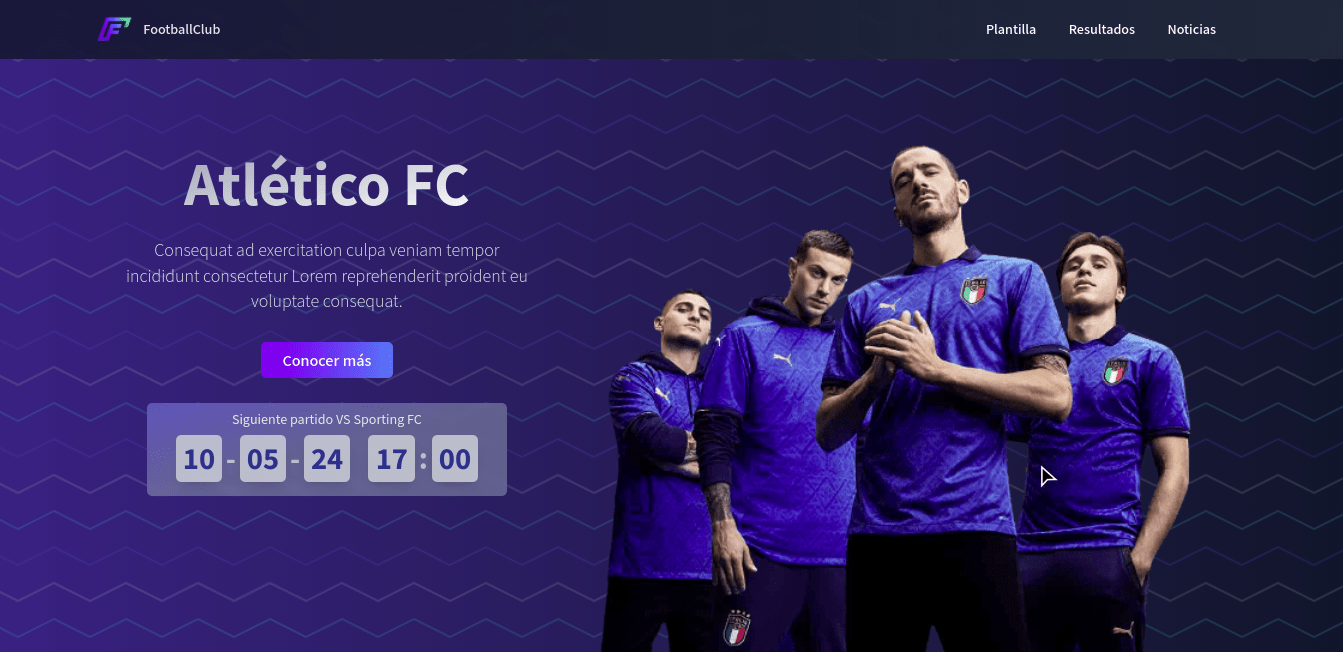 FootballClub
Plantilla Resultados Noticias
Atlético FC
Consequat ad exercitation culpa veniam tempor
incididunt consectetur Lorem reprehenderit proident eu
voluptate consequat.
Conocer más
Siguiente partido VS Sporting FC
10 - 05 - 24 17 : 00